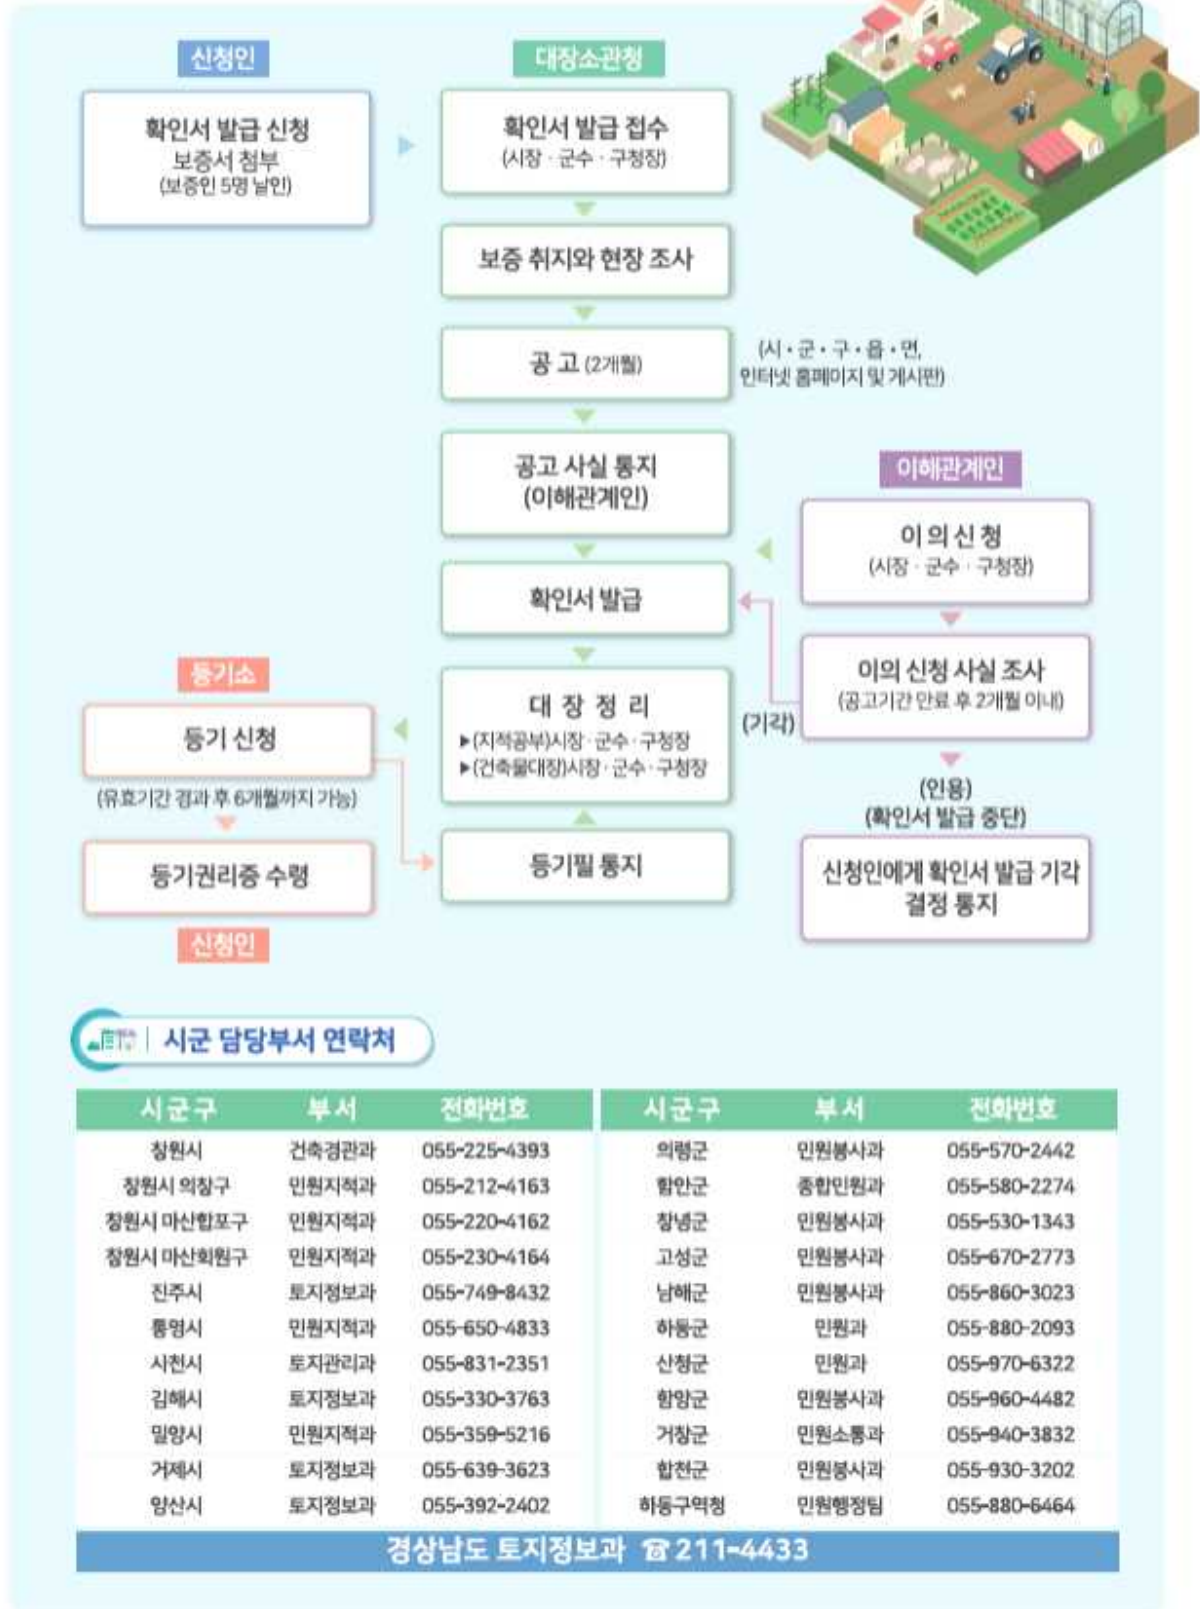 신청인
확인서 발급 신청
보증서 첨부
(보증인 5명 날인)
대장소관청
확인서 발급 접수
(시장 · 군수 · 구청장)
보증 취지와 현장 조사
공 고 (2개월)
(시・군・구・읍・면,
인터넷 홈페이지 및 게시판)
공고 사실 통지
(이해관계인)
확인서 발급
이해관계인
이 의 신 청
(시장 · 군수 · 구청장)
이의 신청 사실 조사
(공고기간 만료 후 2개월 이내)
(기각)
(인용)
(확인서 발급 중단)
신청인에게 확인서 발급 기각
결정 통지
대 장 정 리
▶(지적공부)시장 · 군수 · 구청장
▶(건축물대장)시장 · 군수 · 구청장
등기필 통지
등기소
등기 신청
(유효기간 경과 후 6개월까지 가능)
등기권리증 수령
신청인
시군 담당부서 연락처
시군구 부서 전화번호 시군구 부서 전화번호
창원시 건축경관과 055-225-4393 의령군 민원봉사과 055-570-2442
창원시 의창구 민원지적과 055-212-4163 함안군 종합민원과 055-580-2274
창원시 마산합포구 민원지적과 055-220-4162 창녕군 민원봉사과 055-530-1343
창원시 마산회원구 민원지적과 055-230-4164 고성군 민원봉사과 055-670-2773
진주시 토지정보과 055-749-8432 남해군 민원봉사과 055-860-3023
통영시 민원지적과 055-650-4833 하동군 민원과 055-880-2093
사천시 토지관리과 055-831-2351 산청군 민원과 055-970-6322
김해시 토지정보과 055-330-3763 함양군 민원봉사과 055-960-4482
밀양시 민원지적과 055-359-5216 거창군 민원소통과 055-940-3832
거제시 토지정보과 055-639-3623 합천군 민원봉사과 055-930-3202
양산시 토지정보과 055-392-2402 하동구역청 민원행정팀 055-880-6464
경상남도 토지정보과 ☎211-4433